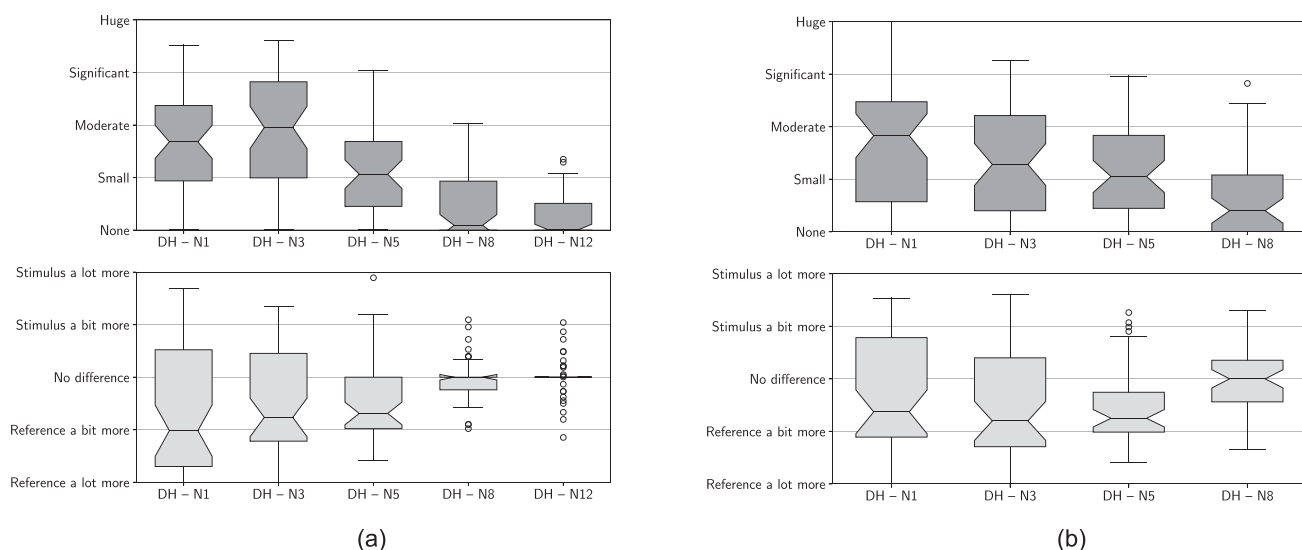 Huge
Significant
Moderate
Small
None
DH – N1 DH – N3 DH – N5 DH – N8 DH – N12
Stimulus a lot more
Stimulus a bit more
No difference
Reference a bit more
Reference a lot more
DH – N1 DH – N3 DH – N5 DH – N8 DH – N12
(a)
Huge
Significant
Moderate
Small
None
DH – N1 DH – N3 DH – N5 DH – N8
Stimulus a lot more
Stimulus a bit more
No difference
Reference a bit more
Reference a lot more
DH – N1 DH – N3 DH – N5 DH – N8
(b)